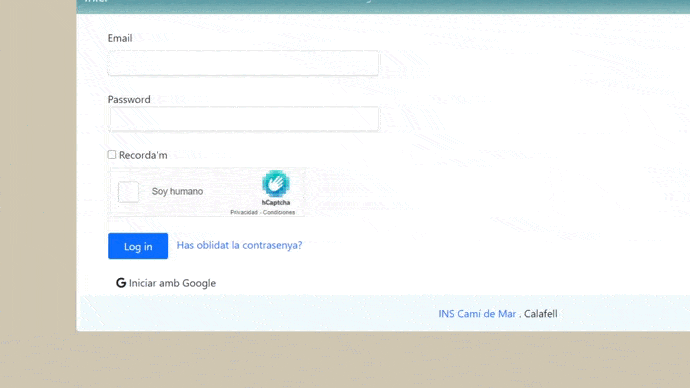 Email
Password
Recorda'm
Soy humano
hCaptcha
Privacidad - Condiciones
Log in
Has oblidat la contrasenya?
G Iniciar amb Google
INS Camí de Mar . Calafell